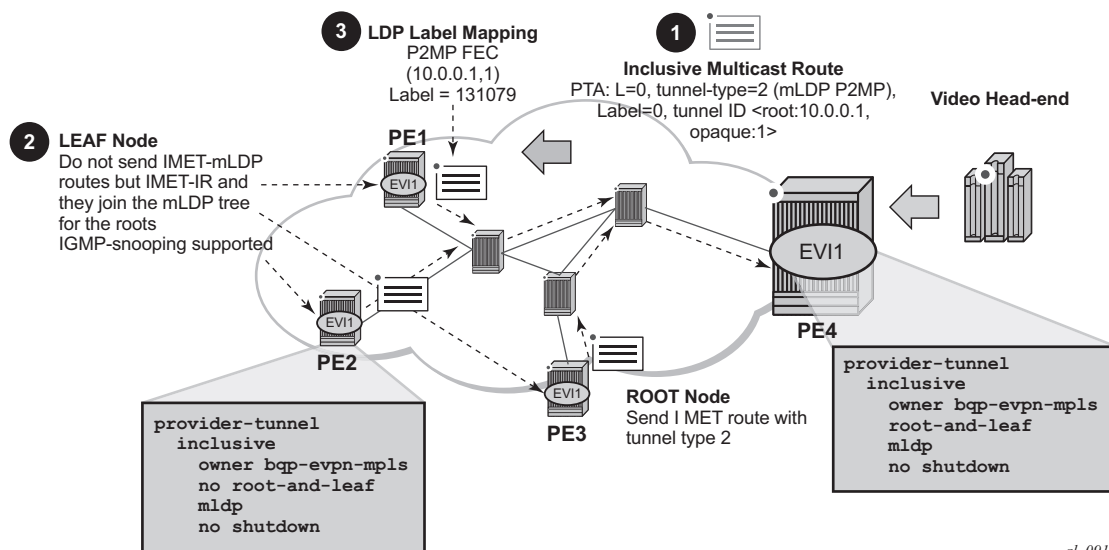 3
LDP Label Mapping
P2MP FEC
(10.0.0.1,1)
Label = 131079
1
Inclusive Multicast Route
PTA: L=0, tunnel-type=2 (mLDP P2MP),
Label=0, tunnel ID <root:10.0.0.1,
opaque:1>
Video Head-end
2
LEAF Node
Do not send IMET-mLDP
routes but IMET-IR and
they join the mLDP tree
for the roots
IGMP-snooping supported
PE1
EVI1
EVI1
PE2
EVI1
PE3
EVI1
PE4
ROOT Node
Send I MET route with
tunnel type 2
provider-tunnel
inclusive
owner bqp-evpn-mpls
no root-and-leaf
mldp
no shutdown
provider-tunnel
inclusive
owner bqp-evpn-mpls
root-and-leaf
mldp
no shutdown